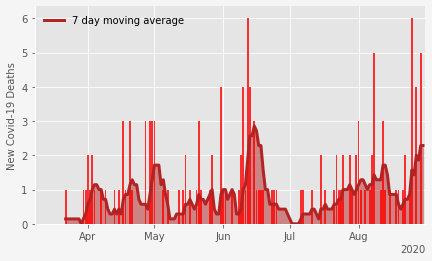 7 day moving average
New Covid-19 Deaths
6
5
4
3
2
1
0
Apr
May
Jun
Jul
Aug
2020